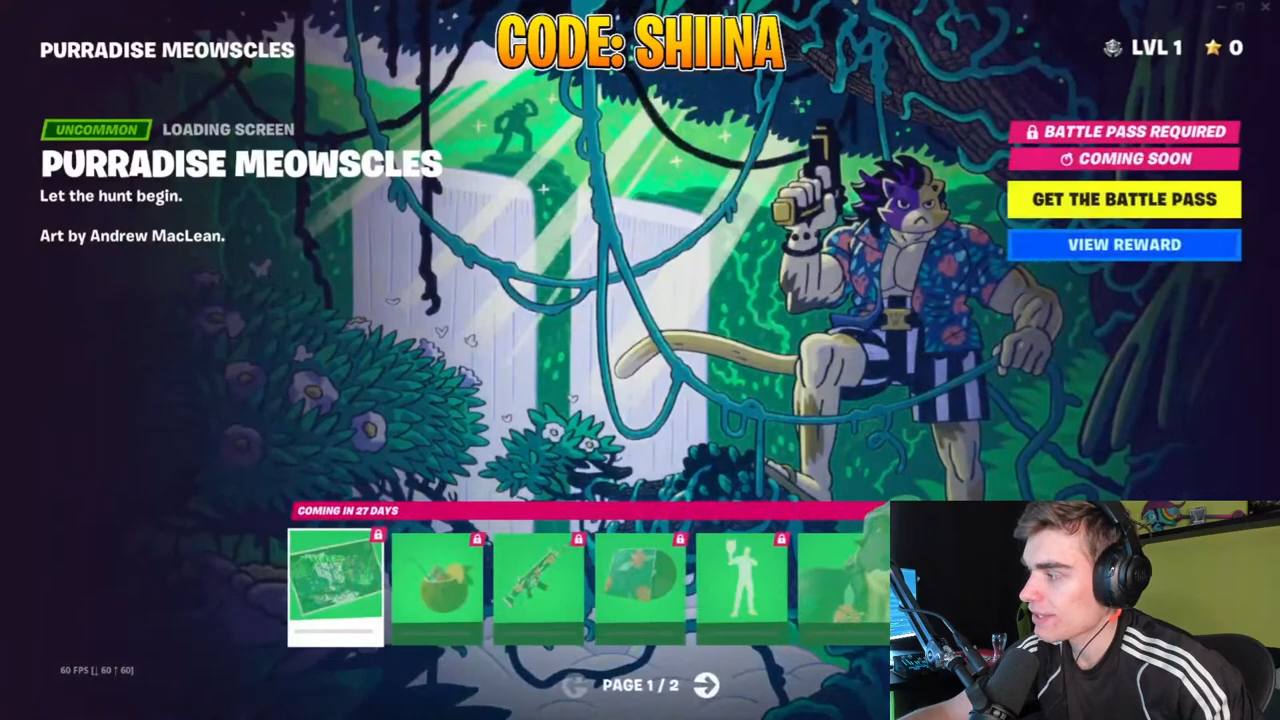 PURRADISE MEOWSCLES
CODE: SHIINA
LVL 1
0
UNCOMMON
LOADING SCREEN
PURRADISE MEOWSCLES
Let the hunt begin.
Art by Andrew MacLean.
BATTLE PASS REQUIRED
COMING SOON
GET THE BATTLE PASS
VIEW REWARD
COMING IN 27 DAYS
60 FPS [↓ 60 ↑ 60]
PAGE 1 / 2